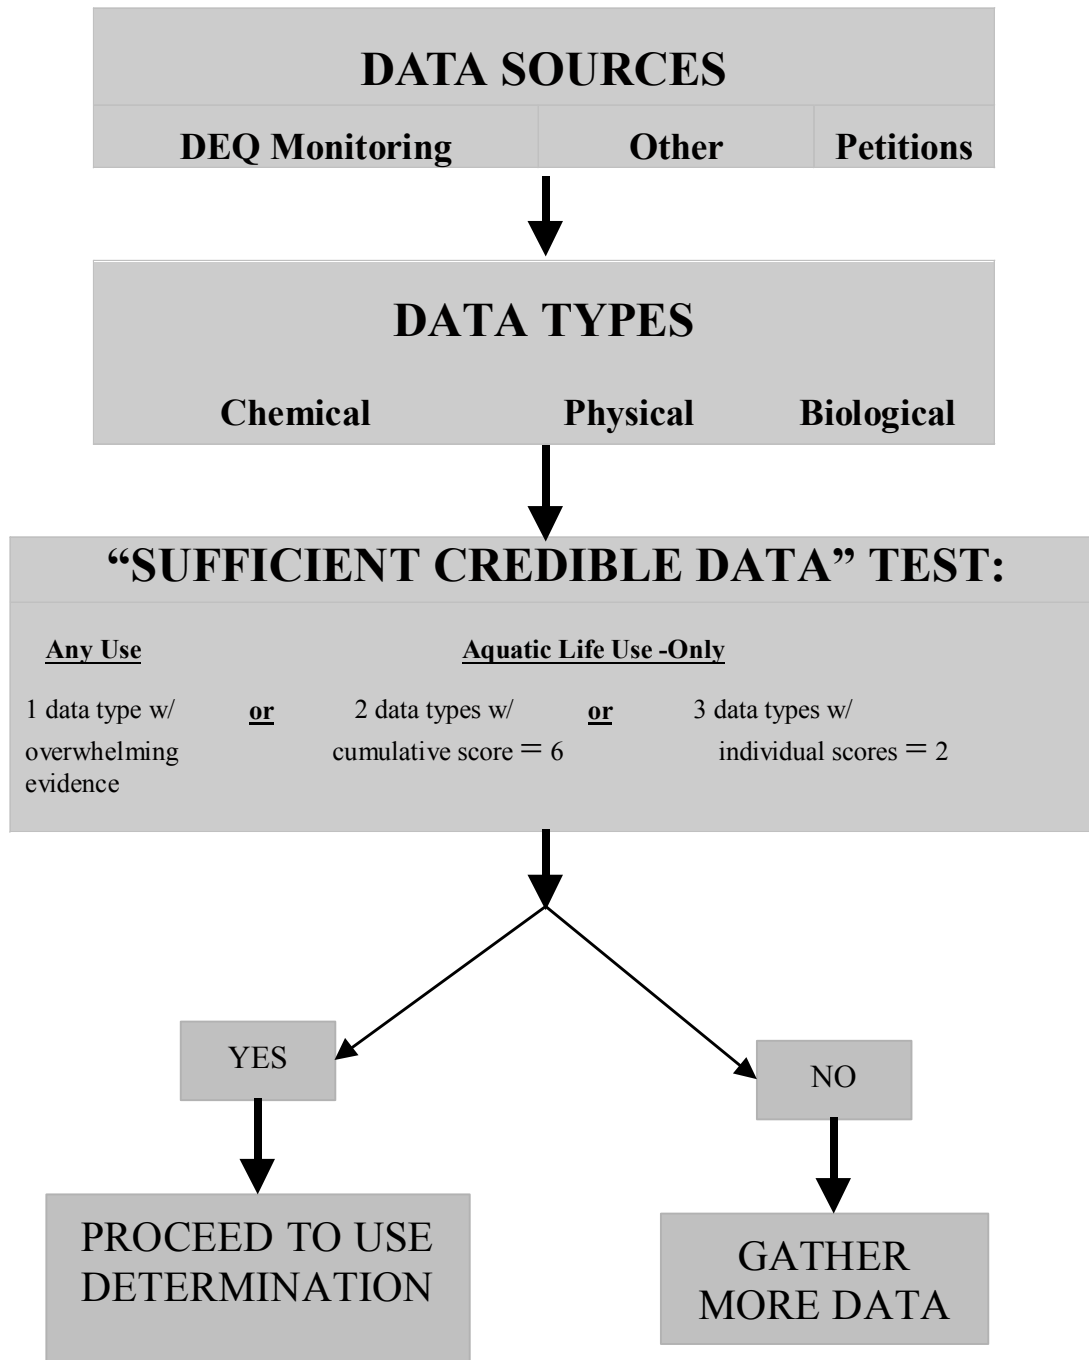 DATA SOURCES
DEQ Monitoring Other Petitions
DATA TYPES
Chemical Physical Biological
“SUFFICIENT CREDIBLE DATA” TEST:
Any Use Aquatic Life Use -Only
1 data type w/ or 2 data types w/ or 3 data types w/
overwhelming cumulative score = 6 individual scores = 2
evidence
YES
NO
PROCEED TO USE
DETERMINATION
GATHER
MORE DATA